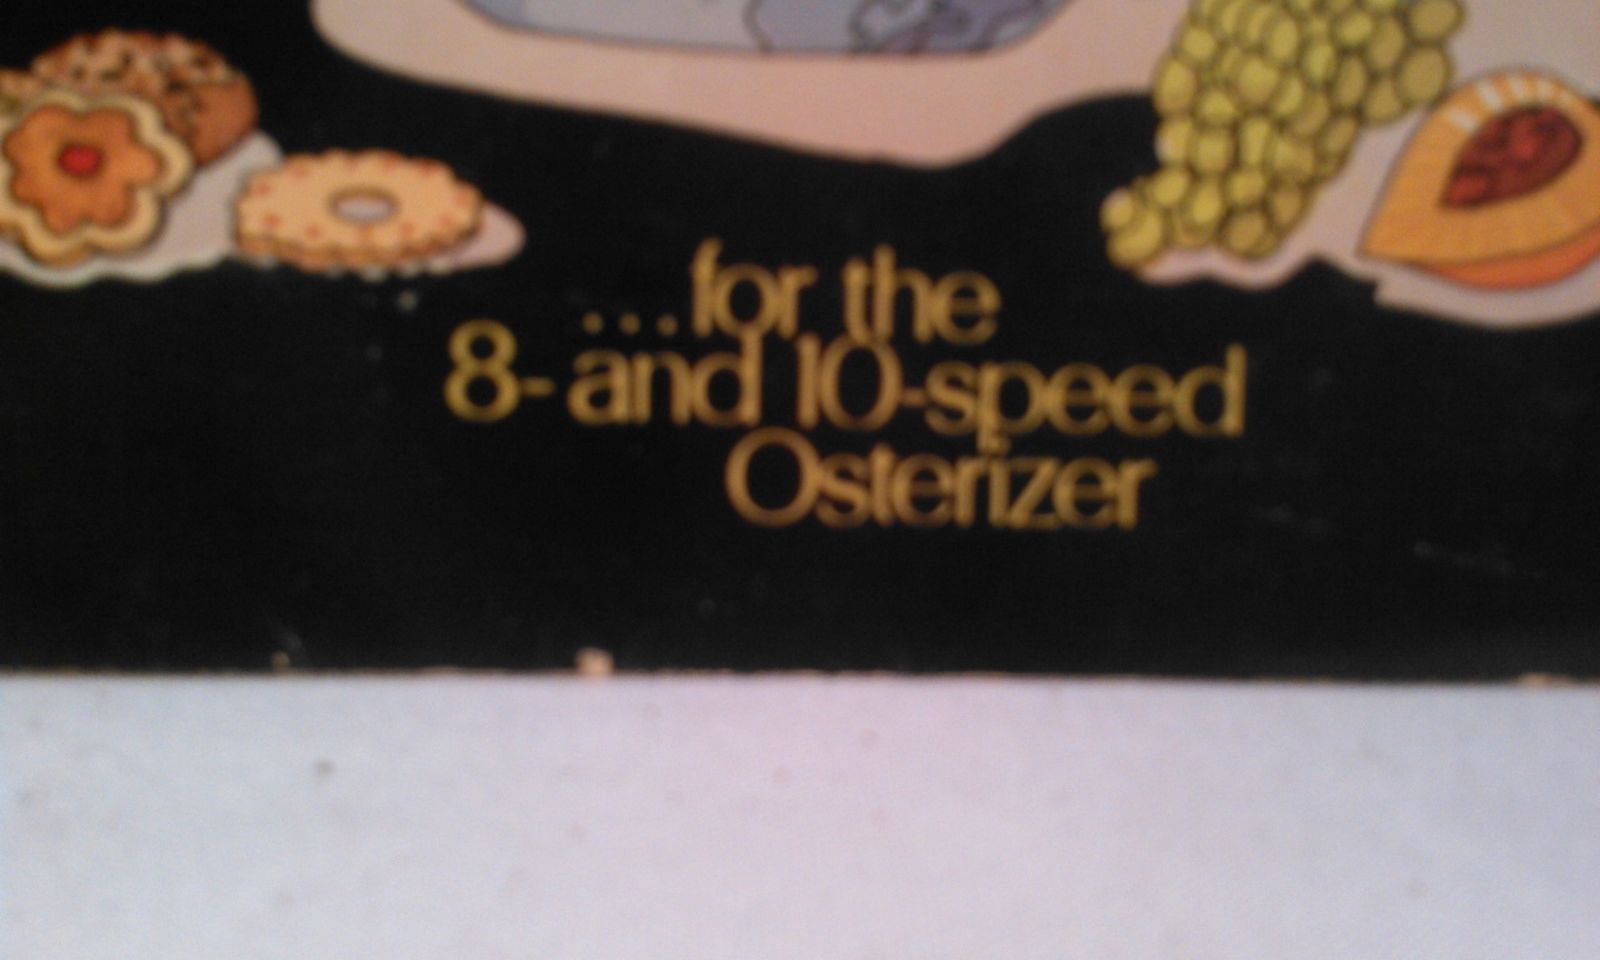 ...for the
8-and 10-speed
Osterizer